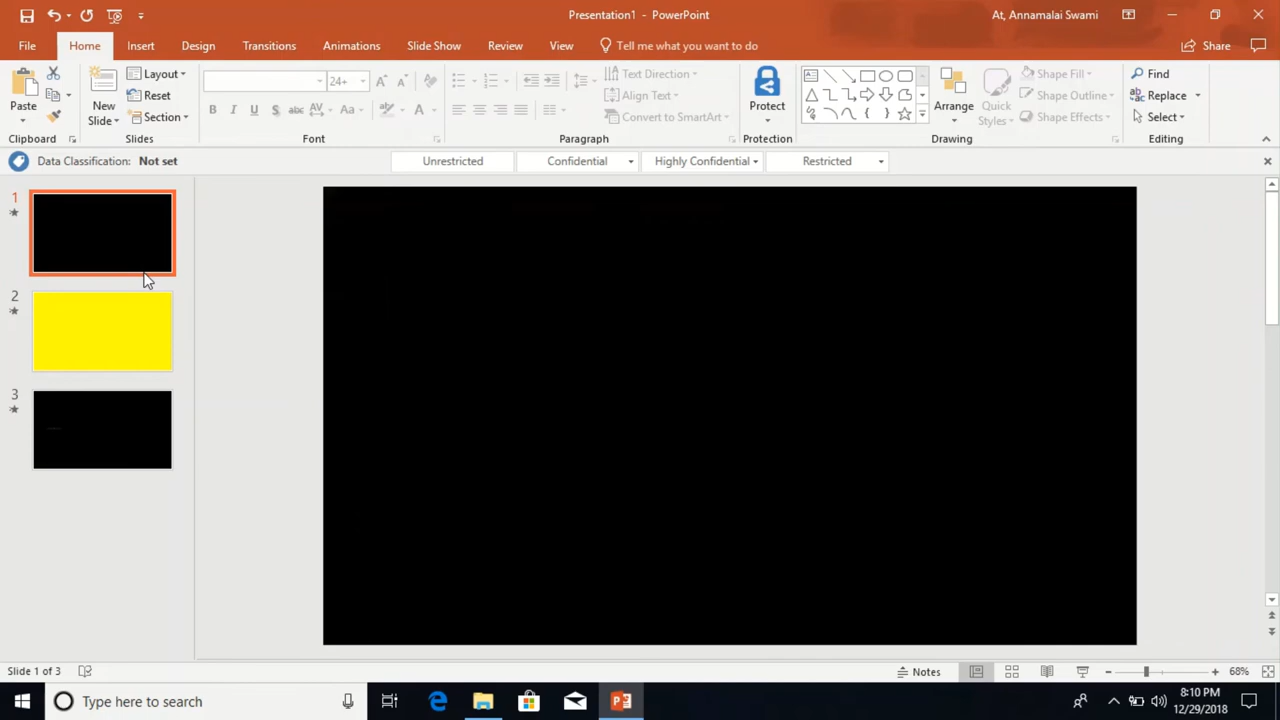 Presentation1 - PowerPoint
At, Annamalai Swami
File Home Insert Design Transitions Animations Slide Show Review View Tell me what you want to do Share
Paste
Clipboard
New Slide
Layout
Reset
Section
Slides
24+
B I U S abc AV Aa ab A
Font
Text Direction
Align Text
Convert to SmartArt
Paragraph
Protect
Protection
Arrange
Quick Styles
Shape Fill
Shape Outline
Shape Effects
Drawing
Find
Replace
Select
Editing
Data Classification: Not set
Unrestricted Confidential Highly Confidential Restricted
1
2
3
Slide 1 of 3
Notes
68%
Type here to search
8:10 PM
12/29/2018